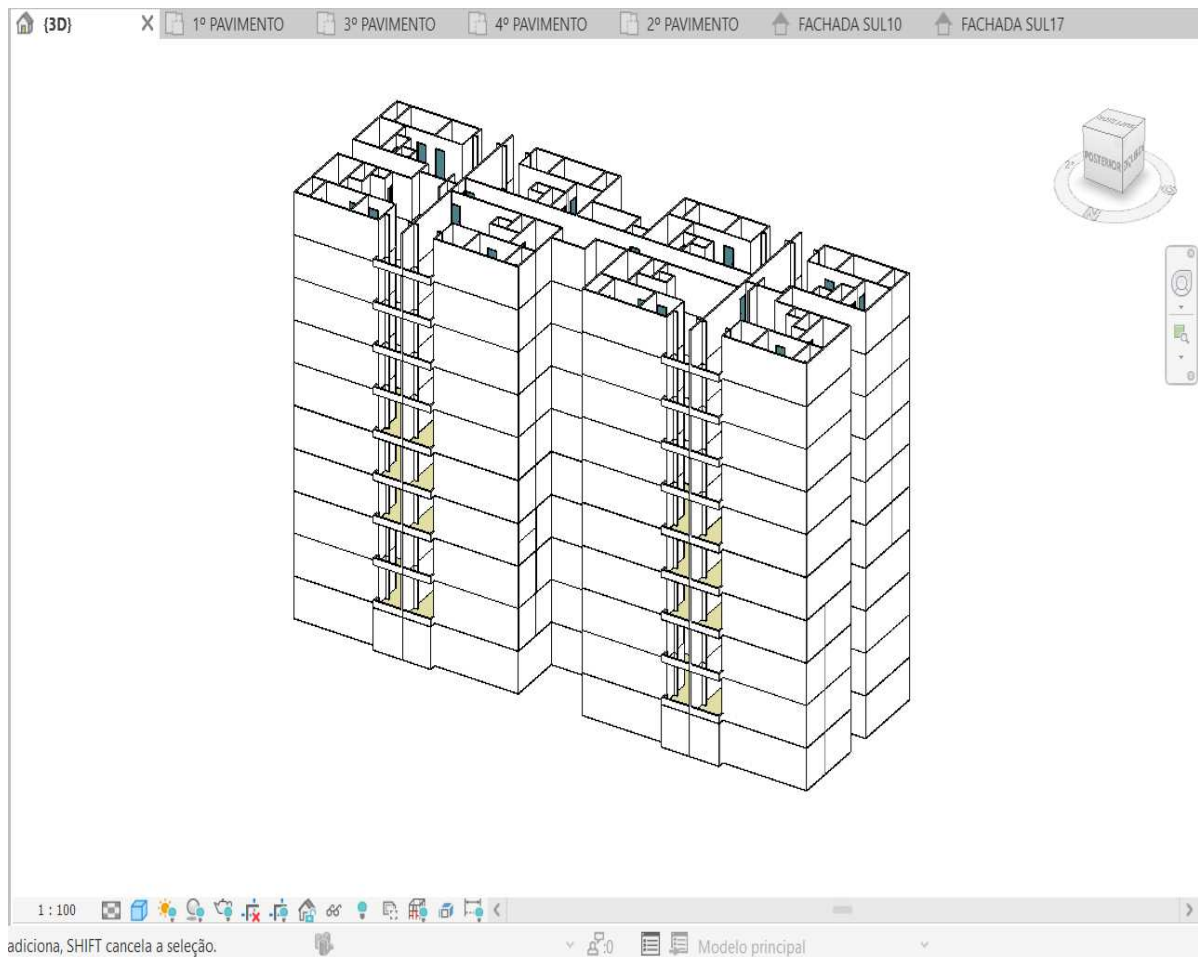 {3D}
1º PAVIMENTO
3º PAVIMENTO
4º PAVIMENTO
2º PAVIMENTO
FACHADA SUL10
FACHADA SUL17
POSTERIOR
N
1 : 100
adiciona, SHIFT cancela a seleção.
:0
Modelo principal